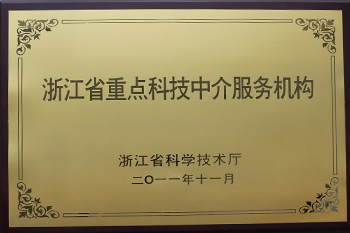 浙江省重点科技中介服务机构
浙江省科学技术厅
二〇一一年十一月